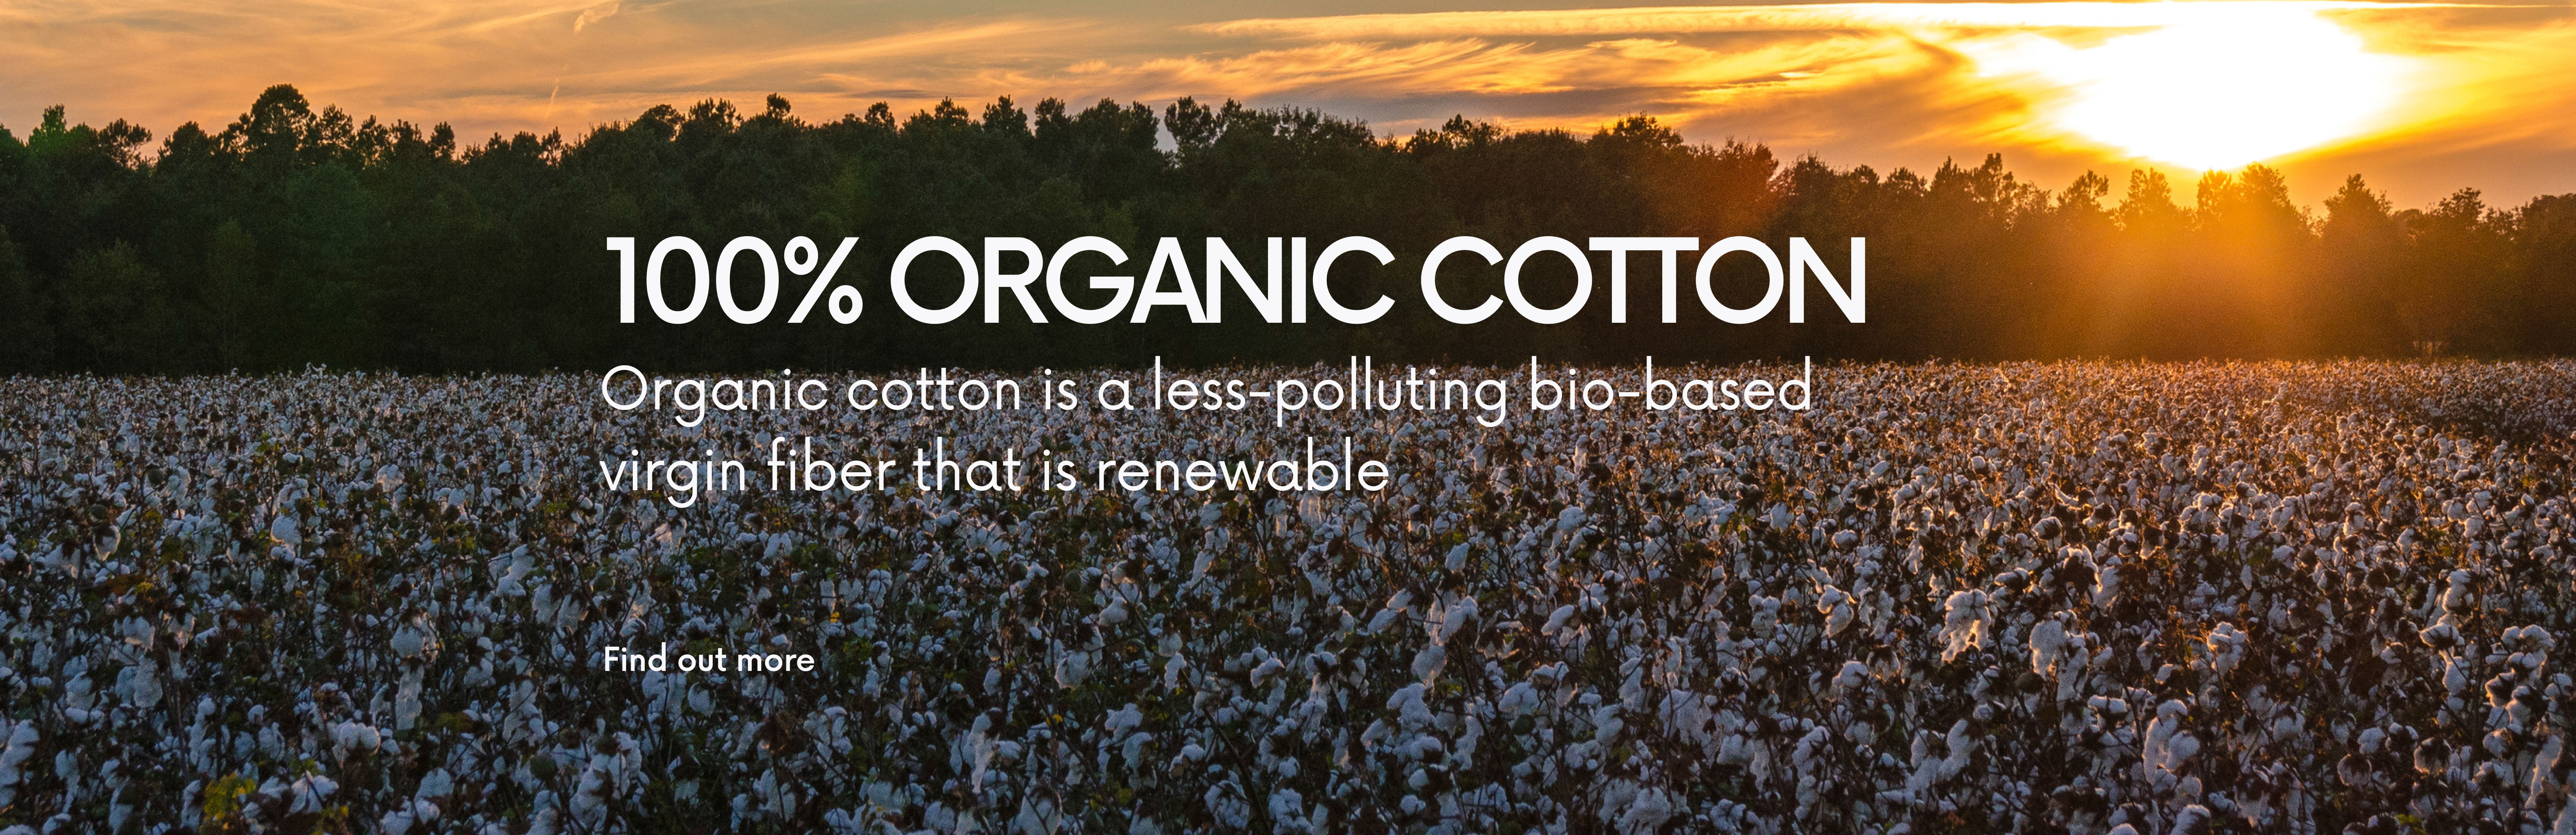 100% ORGANIC COTTON
Organic cotton is a less-polluting bio-based
virgin fiber that is renewable
Find out more